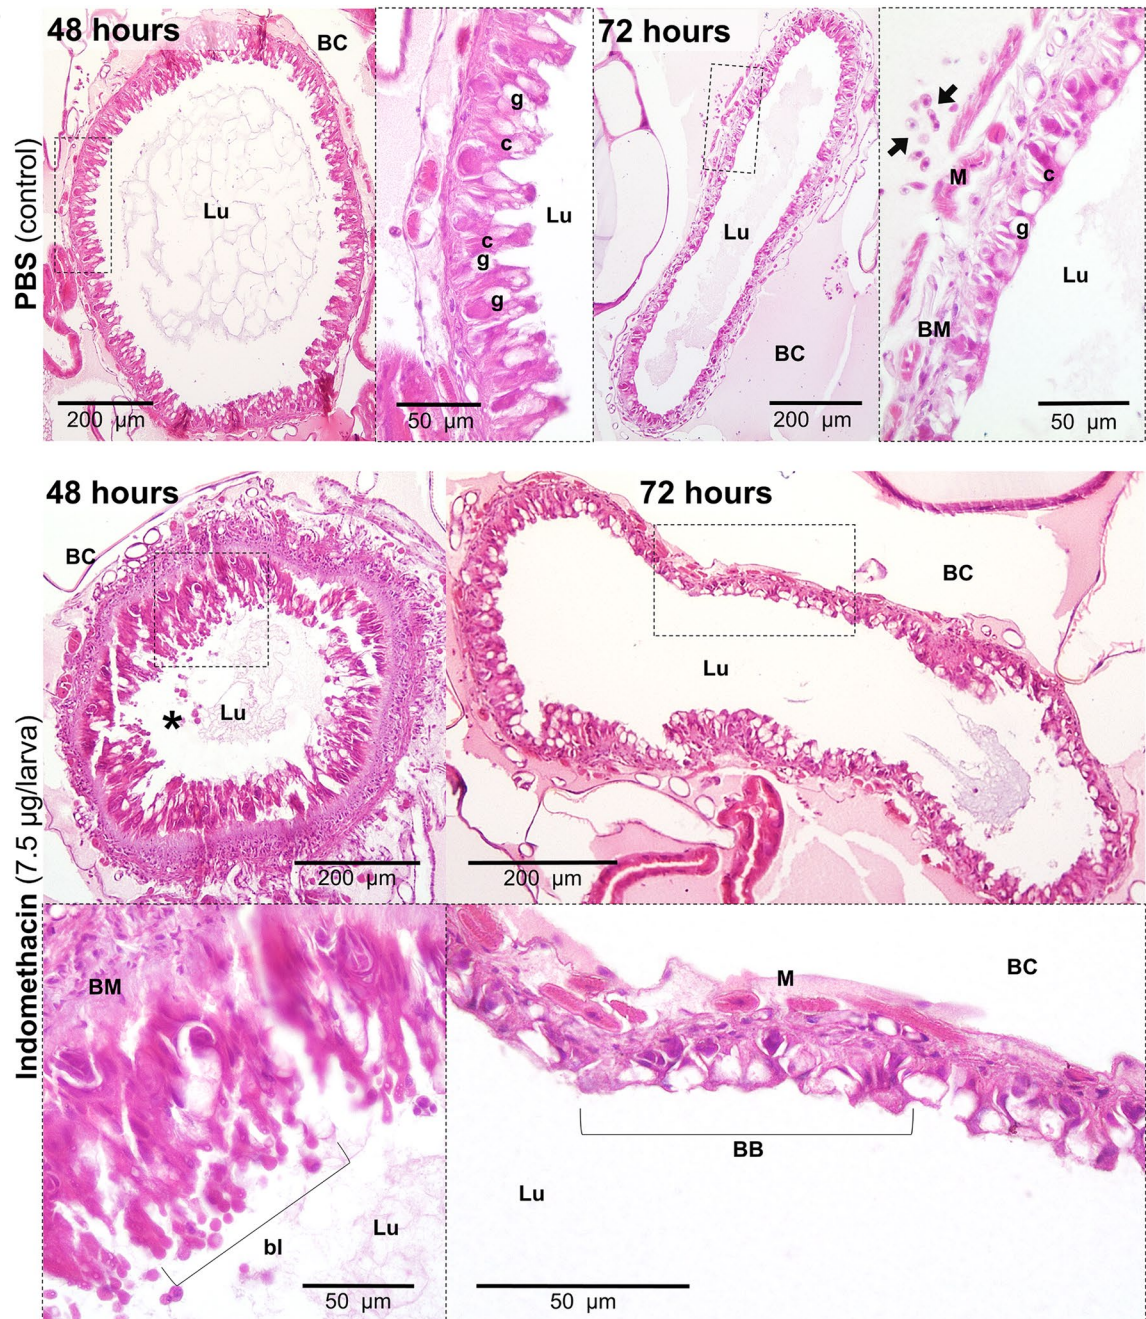 PBS (control)
48 hours
BC
Lu
200 µm
g
c
Lu
c
g
g
50 µm
72 hours
Lu
BC
200 µm
M
c
g
Lu
BM
50 µm
Indomethacin (7.5 µg/larva)
48 hours
BC
Lu
*
200 µm
72 hours
BC
Lu
200 µm
BM
Lu
bl
50 µm
M
BC
BB
Lu
50 µm